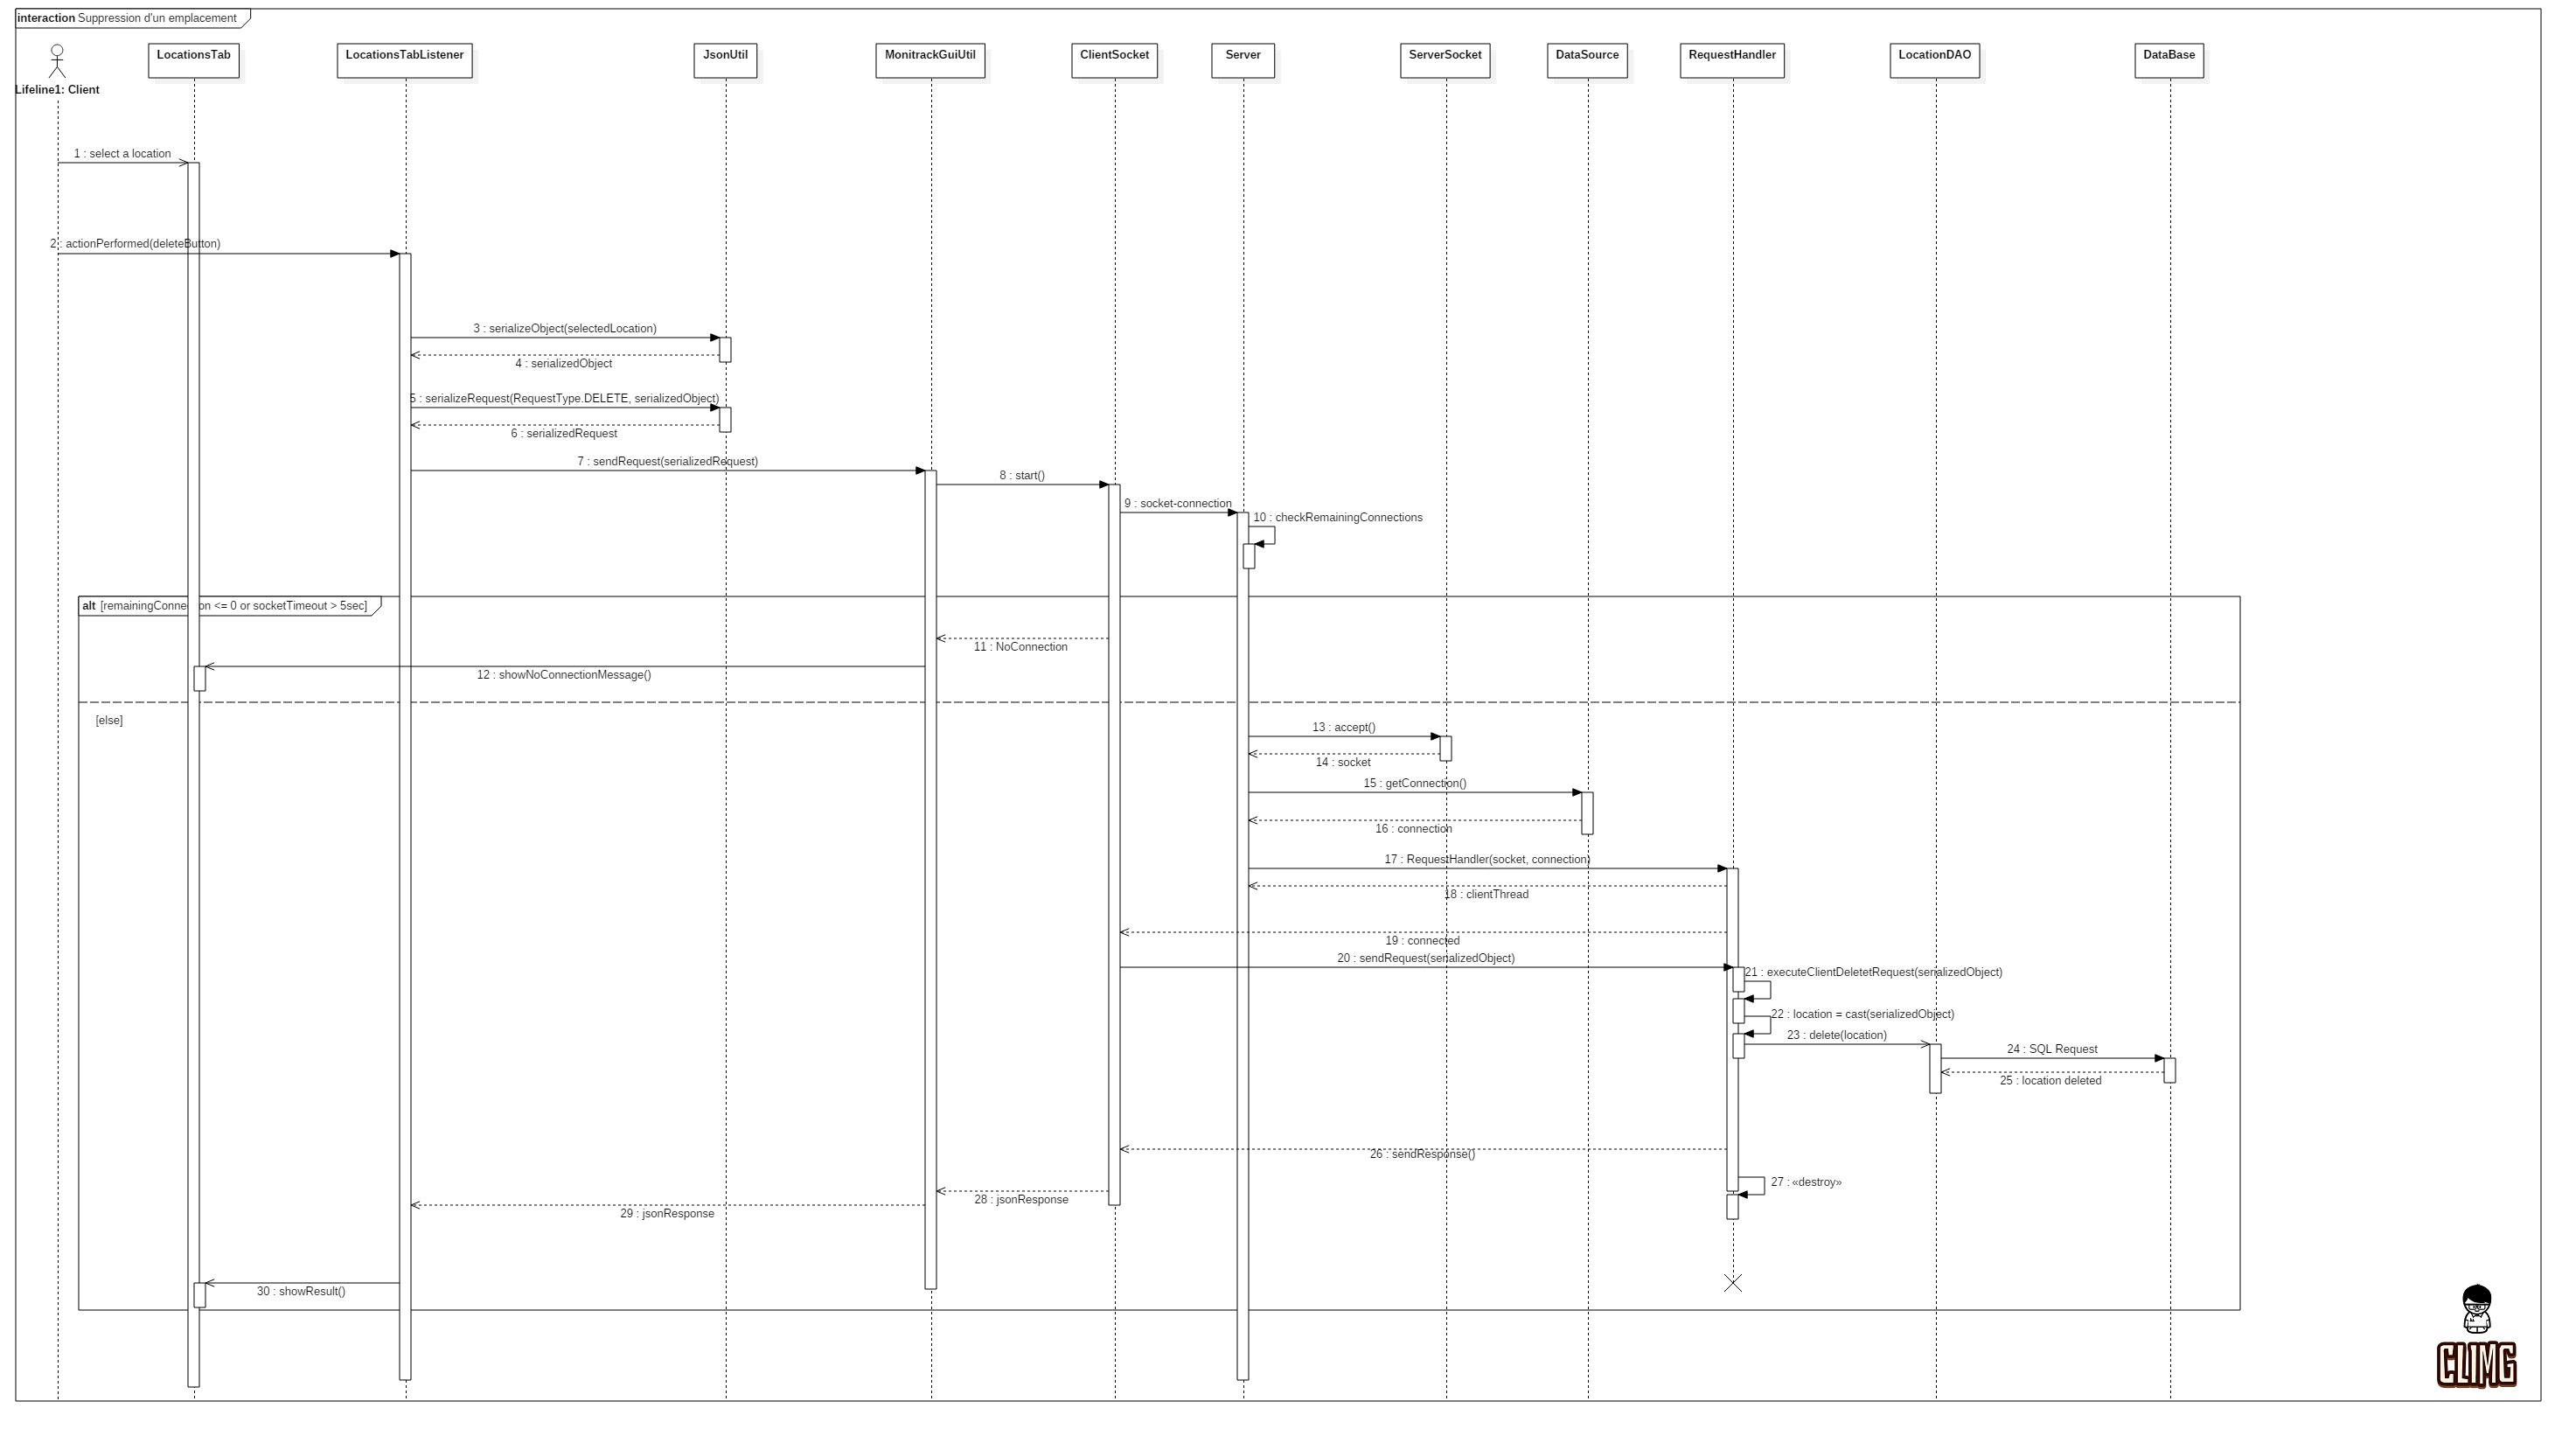 interaction Suppression d'un emplacement
Lifeline1: Client
LocationsTab
LocationsTabListener
JsonUtil
MonitrackGuiUtil
ClientSocket
Server
ServerSocket
DataSource
RequestHandler
LocationDAO
DataBase
1 : select a location
2 : actionPerformed(deleteButton)
3 : serializeObject(selectedLocation)
4 : serializedObject
5 : serializeRequest(RequestType.DELETE, serializedObject)
6 : serializedRequest
7 : sendRequest(serializedRequest)
8 : start()
9 : socket-connection
10 : checkRemainingConnections
alt [remainingConnection <= 0 or socketTimeout > 5sec]
11 : NoConnection
12 : showNoConnectionMessage()
[else]
13 : accept()
14 : socket
15 : getConnection()
16 : connection
17 : RequestHandler(socket, connection)
18 : clientThread
19 : connected
20 : sendRequest(serializedObject)
21 : executeClientDeletetRequest(serializedObject)
22 : location = cast(serializedObject)
23 : delete(location)
24 : SQL Request
25 : location deleted
26 : sendResponse()
27 : «destroy»
28 : jsonResponse
29 : jsonResponse
30 : showResult()
CLIMG